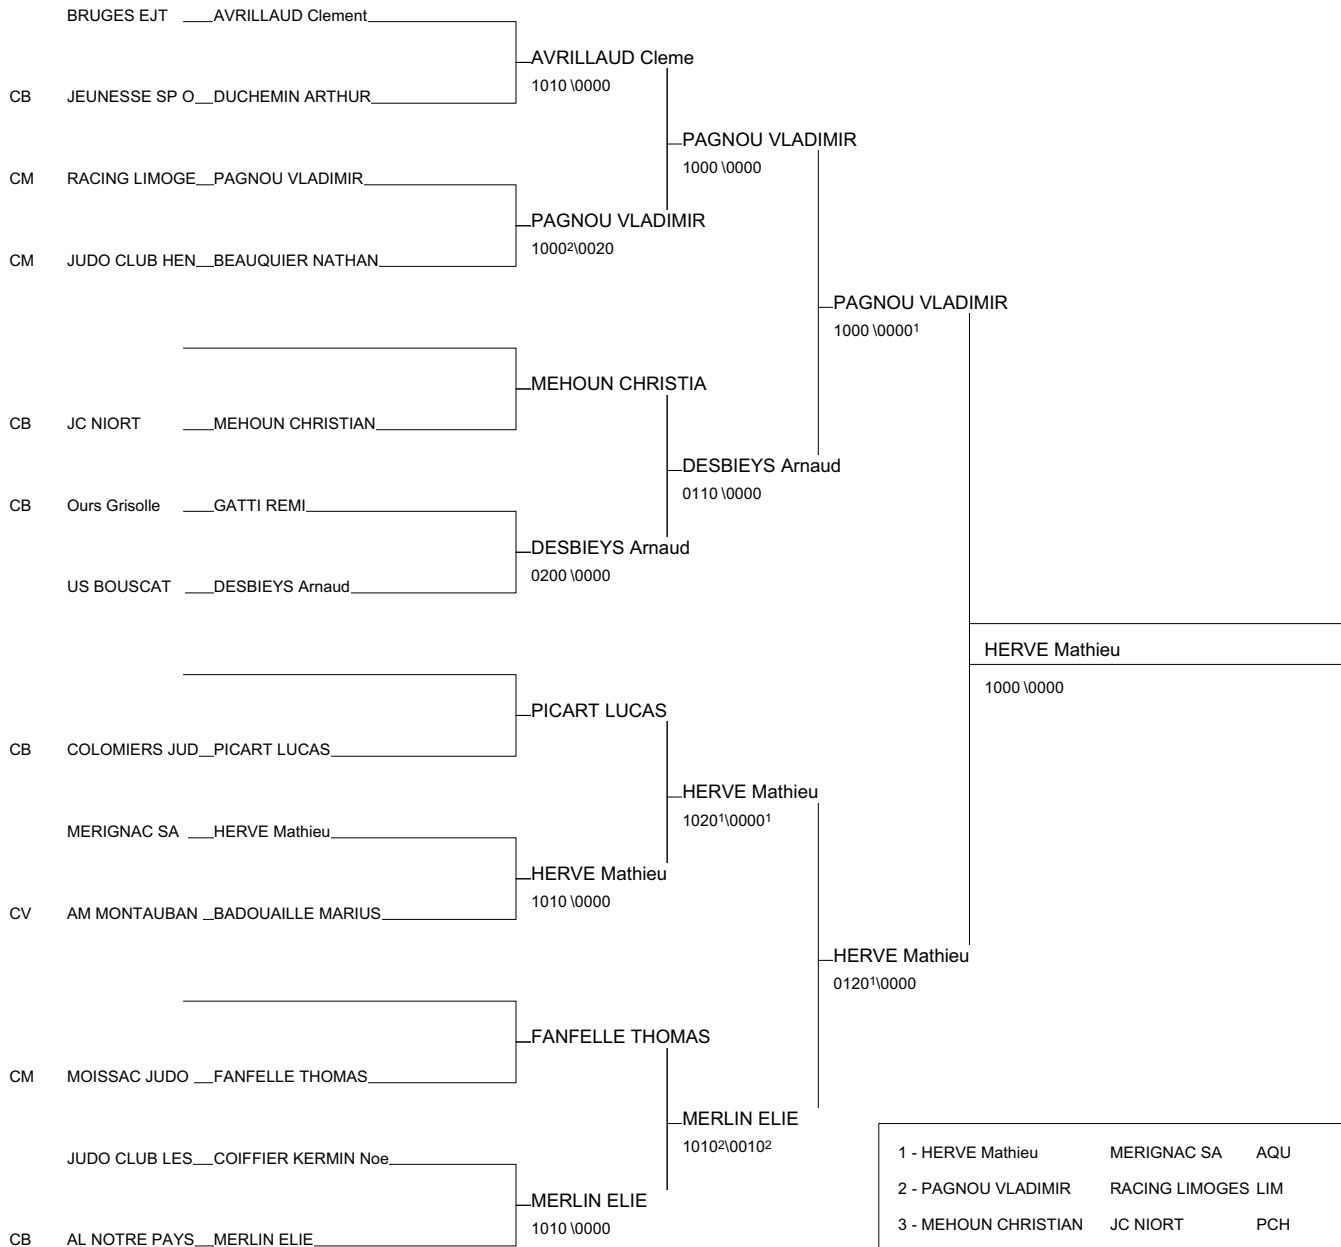 BRUGES EJT AVRILLAUD Clement
AVRILLAUD Cleme
1010 \0000
CB JEUNESSE SP O DUCHEMIN ARTHUR
PAGNOU VLADIMIR
1000 \0000
CM RACING LIMOGE PAGNOU VLADIMIR
PAGNOU VLADIMIR
1000²\0020
CM JUDO CLUB HEN BEAUQUIER NATHAN
PAGNOU VLADIMIR
1000 \0000¹
MEHOUN CHRISTIA
CB JC NIORT MEHOUN CHRISTIAN
DESBIEYS Arnaud
0110 \0000
CB Ours Grisolle GATTI REMI
DESBIEYS Arnaud
0200 \0000
US BOUSCAT DESBIEYS Arnaud
HERVE Mathieu
1000 \0000
PICART LUCAS
CB COLOMIERS JUD PICART LUCAS
HERVE Mathieu
1020¹\0000¹
MERIGNAC SA HERVE Mathieu
HERVE Mathieu
1010 \0000
CV AM MONTAUBAN BADOUAILLE MARIUS
HERVE Mathieu
0120¹\0000
FANFELLE THOMAS
CM MOISSAC JUDO FANFELLE THOMAS
MERLIN ELIE
1010²\0010²
JUDO CLUB LES COIFFIER KERMIN Noe
MERLIN ELIE
1010 \0000
CB AL NOTRE PAYS MERLIN ELIE
1 - HERVE Mathieu MERIGNAC SA AQU
2 - PAGNOU VLADIMIR RACING LIMOGES LIM
3 - MEHOUN CHRISTIAN JC NIORT PCH